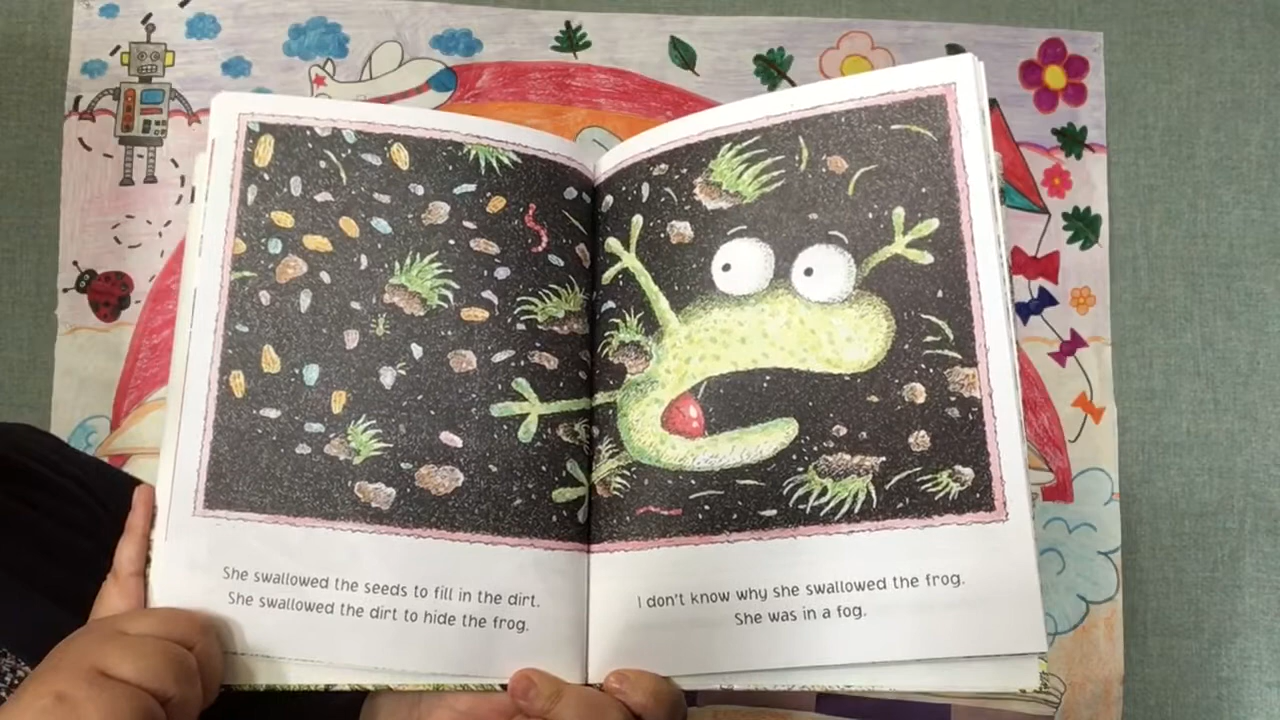 She swallowed the seeds to fill in the dirt.
She swallowed the dirt to hide the frog.
I don't know why she swallowed the frog.
She was in a fog.